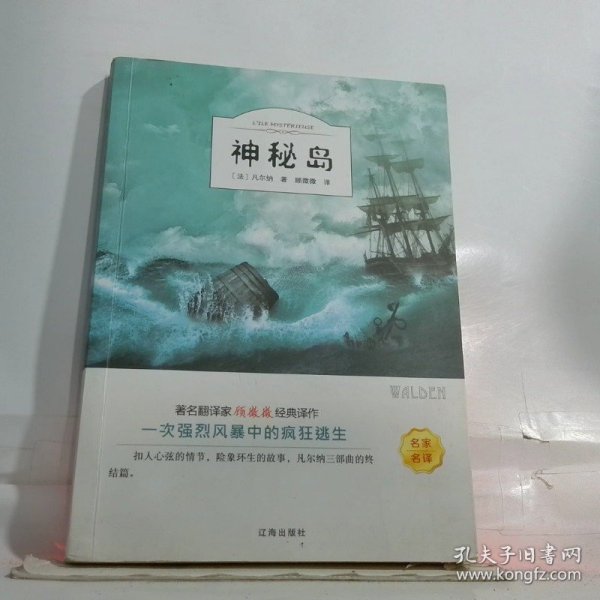 L'ILE MYSTÉRIEUSE
神秘岛
〔法〕凡尔纳 著 顾微微 译
WALDEN
著名翻译家顾微微经典译作
一次强烈风暴中的疯狂逃生
名家
名译
扣人心弦的情节，险象环生的故事，凡尔纳三部曲的终
结篇。
辽海出版社
孔夫子旧书网
www.kongfz.com